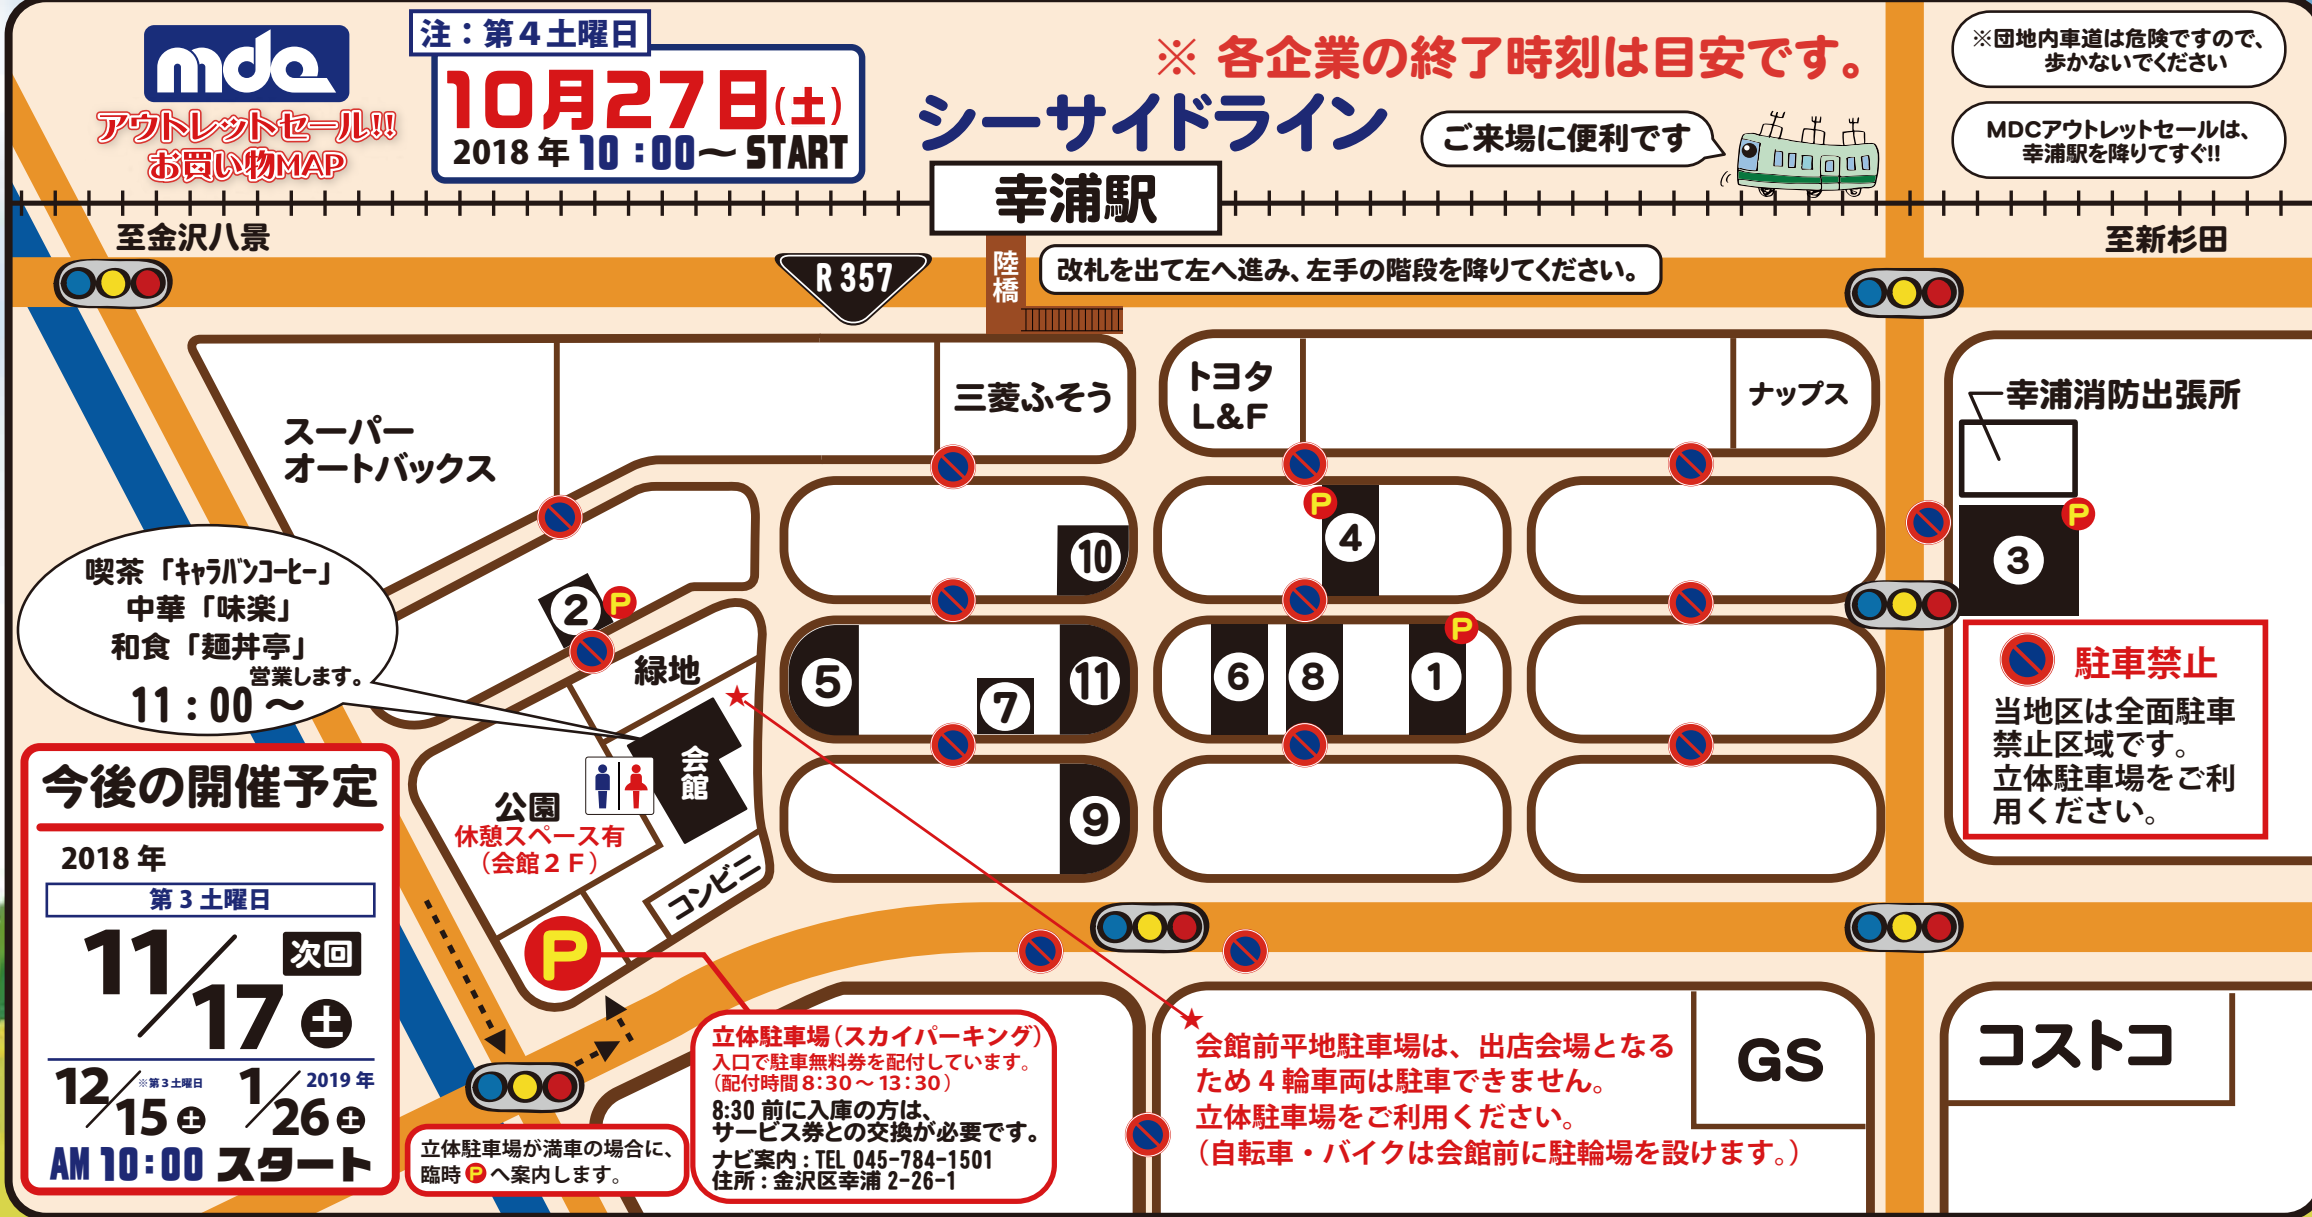 mdc
アウトレットセール!!
お買い物MAP
注：第4土曜日
10月27日(土)
2018年 10：00～ START
※ 各企業の終了時刻は目安です。
シーサイドライン
ご来場に便利です
※団地内車道は危険ですので、
歩かないでください
MDCアウトレットセールは、
幸浦駅を降りてすぐ!!
幸浦駅
至金沢八景
至新杉田
R 357
陸橋
改札を出て左へ進み、左手の階段を降りてください。
スーパー
オートバックス
三菱ふそう
トヨタ
L&F
ナップス
幸浦消防出張所
P
④
⑩
③
P
②
P
⑤
⑦
⑪
⑥
⑧
①
P
⑨
喫茶「ｷｬﾗﾊﾞﾝｺｰﾋｰ」
中華「味楽」
和食「麺丼亭」
営業します。
11：00～
緑地
会館
公園
休憩スペース有
（会館２Ｆ）
コンビニ
P
駐車禁止
当地区は全面駐車
禁止区域です。
立体駐車場をご利
用ください。
今後の開催予定
2018 年
第 3 土曜日
11/17 土 次回
12/15 土 ※第3土曜日
1/26 土 2019 年
AM 10：00 スタート
立体駐車場が満車の場合に、
臨時 P へ案内します。
立体駐車場（スカイパーキング）
入口で駐車無料券を配付しています。
（配付時間 8：30 ～ 13：30 ）
8:30 前に入庫の方は、
サービス券との交換が必要です。
ナビ案内：TEL 045-784-1501
住所：金沢区幸浦 2-26-1
★会館前平地駐車場は、出店会場となる
ため 4 輪車両は駐車できません。
立体駐車場をご利用ください。
（自転車・バイクは会館前に駐輪場を設けます。）
GS
コストコ